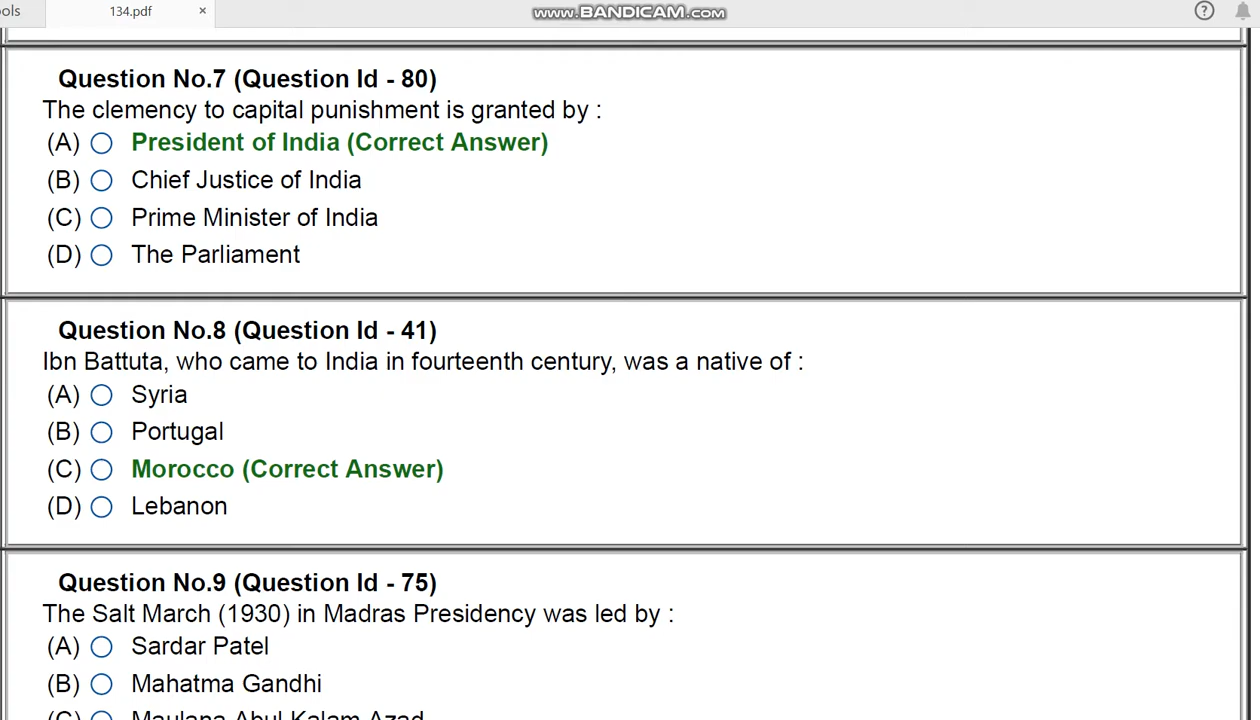 ols
134.pdf ×
www.BANDICAM.com
?
Question No.7 (Question Id - 80)
The clemency to capital punishment is granted by :
(A) President of India (Correct Answer)
(B) Chief Justice of India
(C) Prime Minister of India
(D) The Parliament
Question No.8 (Question Id - 41)
Ibn Battuta, who came to India in fourteenth century, was a native of :
(A) Syria
(B) Portugal
(C) Morocco (Correct Answer)
(D) Lebanon
Question No.9 (Question Id - 75)
The Salt March (1930) in Madras Presidency was led by :
(A) Sardar Patel
(B) Mahatma Gandhi
(C) Maulana Abul Kalam Azad